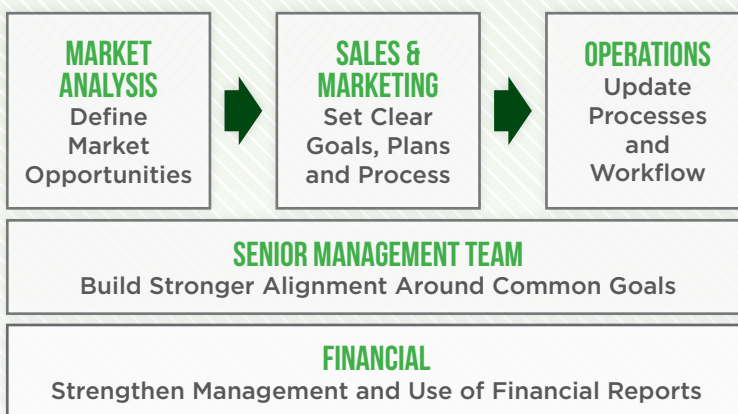 MARKET
ANALYSIS
Define
Market
Opportunities
SALES &
MARKETING
Set Clear
Goals, Plans
and Process
OPERATIONS
Update
Processes
and
Workflow
SENIOR MANAGEMENT TEAM
Build Stronger Alignment Around Common Goals
FINANCIAL
Strengthen Management and Use of Financial Reports